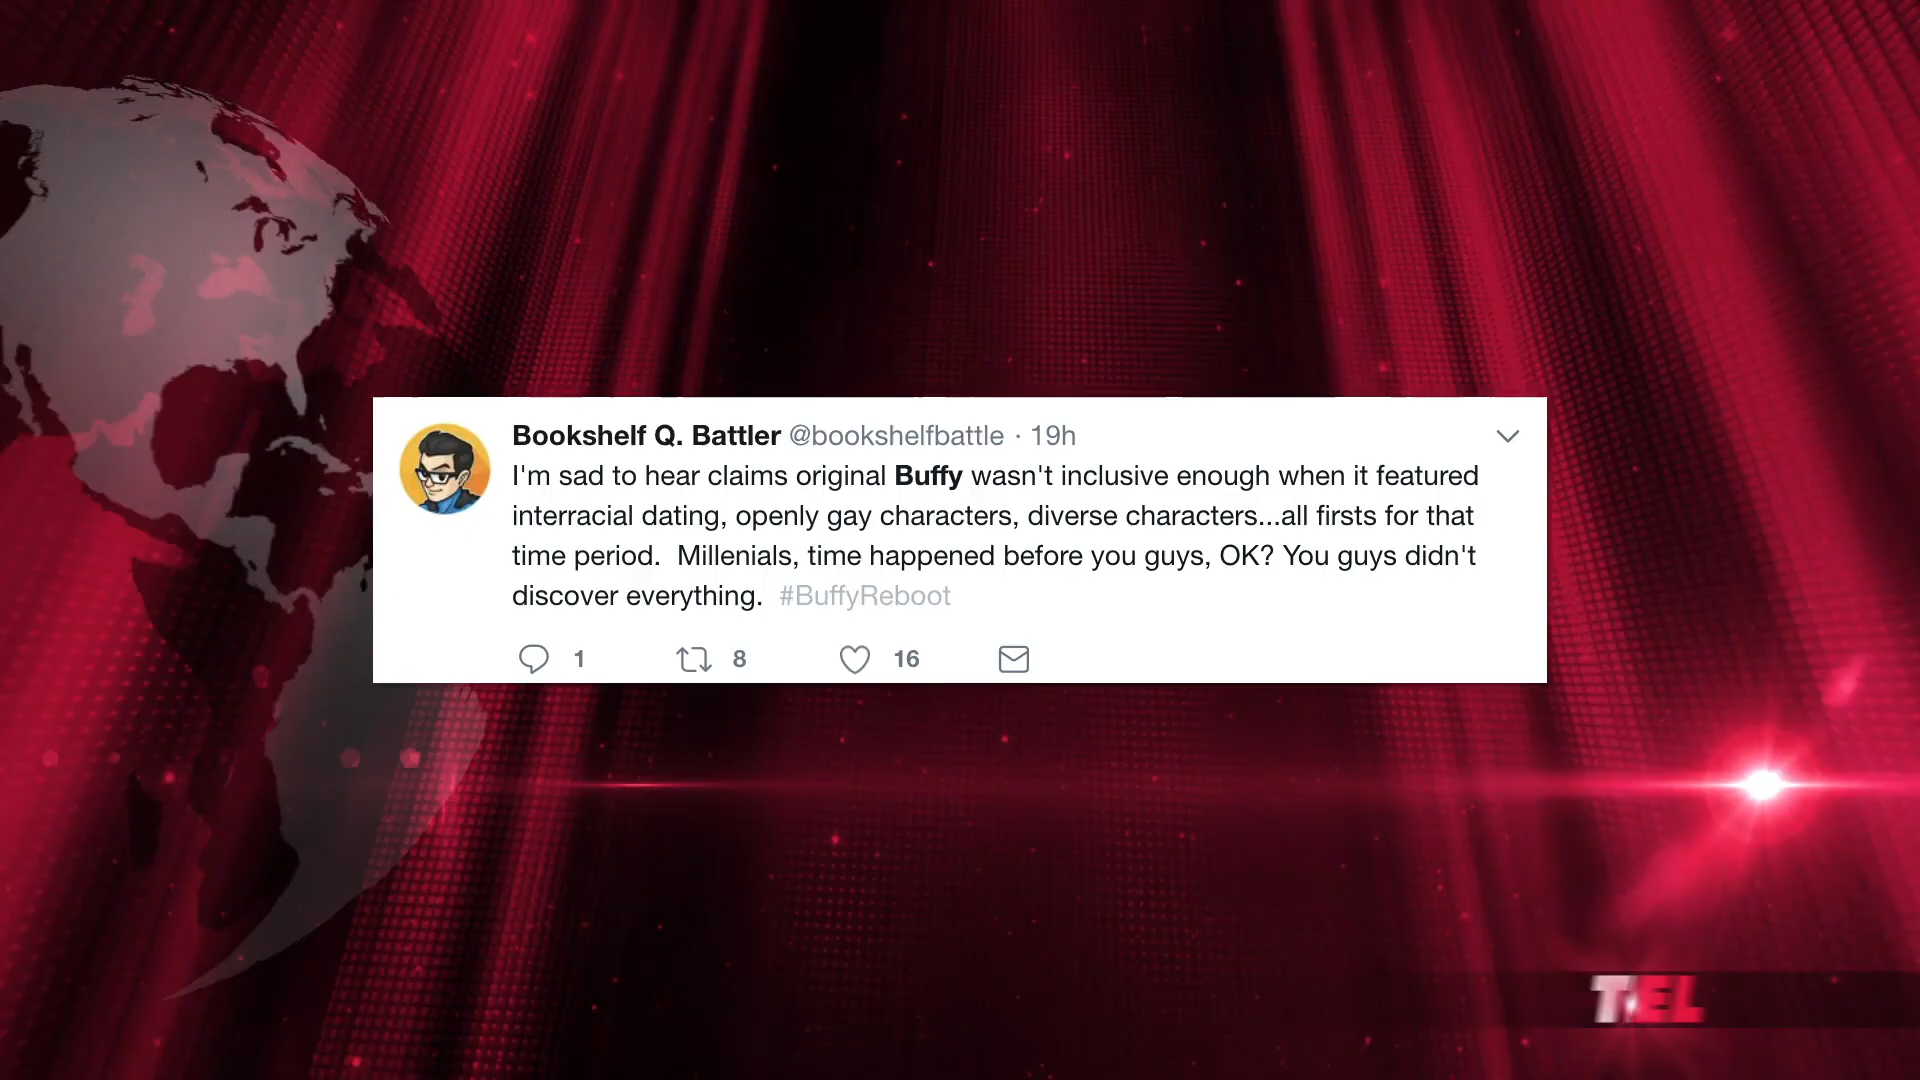 Bookshelf Q. Battler @bookshelfbattle · 19h
I'm sad to hear claims original Buffy wasn't inclusive enough when it featured
interracial dating, openly gay characters, diverse characters...all firsts for that
time period.  Millenials, time happened before you guys, OK? You guys didn't
discover everything.  #BuffyReboot
1 8 16